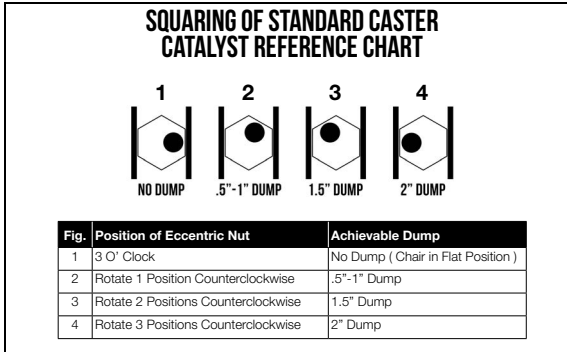 SQUARING OF STANDARD CASTER
CATALYST REFERENCE CHART
1 2 3 4
NO DUMP .5"-1" DUMP 1.5" DUMP 2" DUMP
Fig. Position of Eccentric Nut Achievable Dump
1 3 O' Clock No Dump ( Chair in Flat Position )
2 Rotate 1 Position Counterclockwise .5"-1" Dump
3 Rotate 2 Positions Counterclockwise 1.5" Dump
4 Rotate 3 Positions Counterclockwise 2" Dump